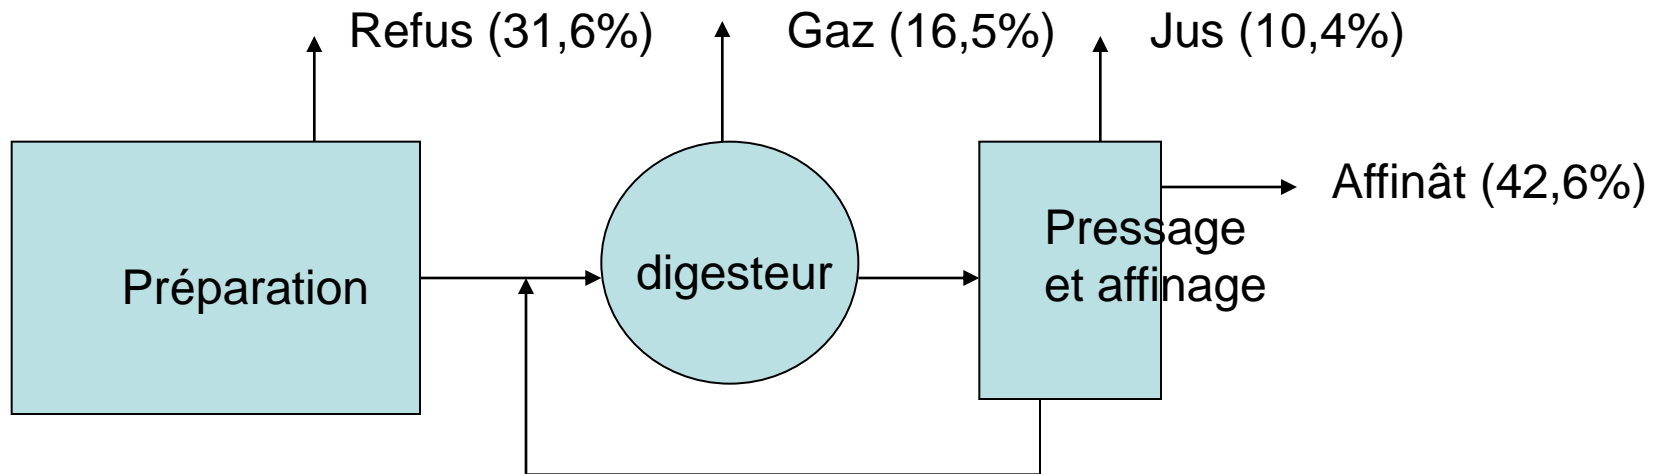 Refus (31,6%)
Gaz (16,5%)
Jus (10,4%)
Affinât (42,6%)
Préparation
digesteur
Pressage
et affinage